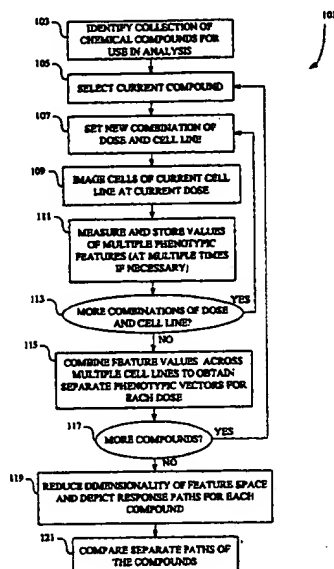 101
103
IDENTIFY COLLECTION OF
CHEMICAL COMPOUNDS FOR
USE IN ANALYSIS
105
SELECT CURRENT COMPOUND
107
SET NEW COMBINATION OF
DOSE AND CELL LINE
109
IMAGE CELLS OF CURRENT CELL
LINE AT CURRENT DOSE
111
MEASURE AND STORE VALUES
OF MULTIPLE PHENOTYPIC
FEATURES (AT MULTIPLE TIMES
IF NECESSARY)
113
MORE COMBINATIONS OF DOSE
AND CELL LINE?
YES
NO
115
COMBINE FEATURE VALUES ACROSS
MULTIPLE CELL LINES TO OBTAIN
SEPARATE PHENOTYPIC VECTORS FOR
EACH DOSE
117
MORE COMPOUNDS?
YES
NO
119
REDUCE DIMENSIONALITY OF FEATURE SPACE
AND DEPICT RESPONSE PATHS FOR EACH
COMPOUND
121
COMPARE SEPARATE PATHS OF
THE COMPOUNDS